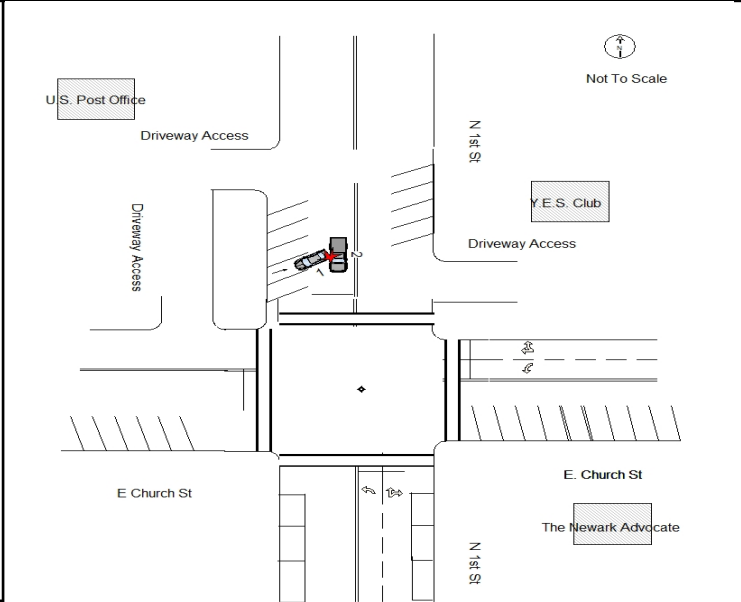 N
Not To Scale
U.S. Post Office
Driveway Access
N 1st St
Driveway Access
Y.E.S. Club
Driveway Access
1
2
E Church St
E. Church St
The Newark Advocate
N 1st St